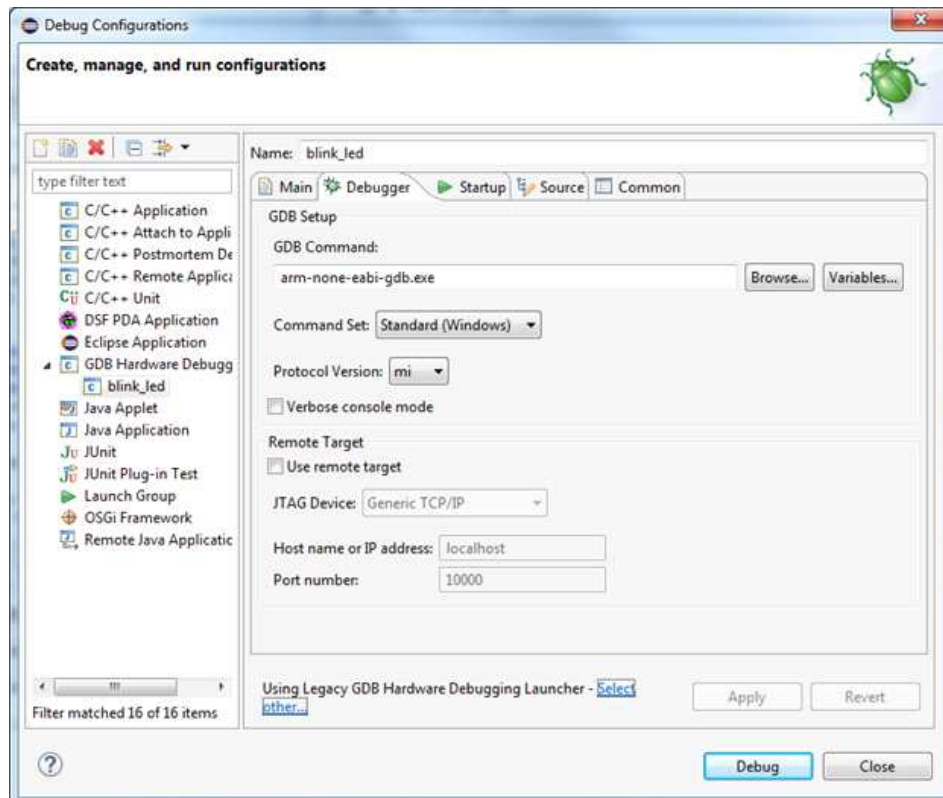 Debug Configurations
Create, manage, and run configurations
type filter text
C/C++ Application
C/C++ Attach to Appli
C/C++ Postmortem De
C/C++ Remote Applica
C/C++ Unit
DSF PDA Application
Eclipse Application
GDB Hardware Debugg
blink_led
Java Applet
Java Application
JUnit
JUnit Plug-in Test
Launch Group
OSGi Framework
Remote Java Applicatic
Filter matched 16 of 16 items
Name: blink_led
Main Debugger Startup Source Common
GDB Setup
GDB Command:
arm-none-eabi-gdb.exe Browse... Variables...
Command Set: Standard (Windows)
Protocol Version: mi
Verbose console mode
Remote Target
Use remote target
JTAG Device: Generic TCP/IP
Host name or IP address: localhost
Port number: 10000
Using Legacy GDB Hardware Debugging Launcher - Select
other...
Apply Revert
Debug Close